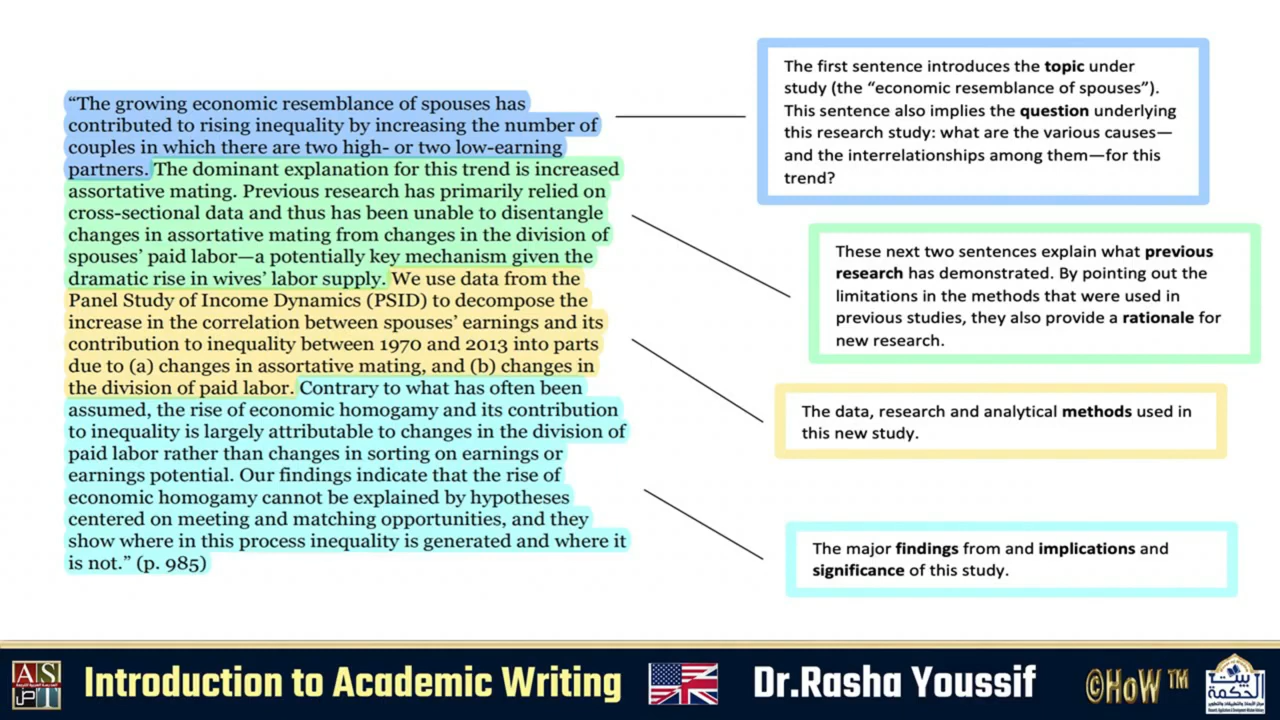 “The growing economic resemblance of spouses has
contributed to rising inequality by increasing the number of
couples in which there are two high- or two low-earning
partners. The dominant explanation for this trend is increased
assortative mating. Previous research has primarily relied on
cross-sectional data and thus has been unable to disentangle
changes in assortative mating from changes in the division of
spouses’ paid labor—a potentially key mechanism given the
dramatic rise in wives’ labor supply. We use data from the
Panel Study of Income Dynamics (PSID) to decompose the
increase in the correlation between spouses’ earnings and its
contribution to inequality between 1970 and 2013 into parts
due to (a) changes in assortative mating, and (b) changes in
the division of paid labor. Contrary to what has often been
assumed, the rise of economic homogamy and its contribution
to inequality is largely attributable to changes in the division of
paid labor rather than changes in sorting on earnings or
earnings potential. Our findings indicate that the rise of
economic homogamy cannot be explained by hypotheses
centered on meeting and matching opportunities, and they
show where in this process inequality is generated and where it
is not.” (p. 985)
The first sentence introduces the topic under
study (the “economic resemblance of spouses”).
This sentence also implies the question underlying
this research study: what are the various causes—
and the interrelationships among them—for this
trend?
These next two sentences explain what previous
research has demonstrated. By pointing out the
limitations in the methods that were used in
previous studies, they also provide a rationale for
new research.
The data, research and analytical methods used in
this new study.
The major findings from and implications and
significance of this study.
Introduction to Academic Writing
Dr.Rasha Youssif
©HoW™
بيت
الحكمة